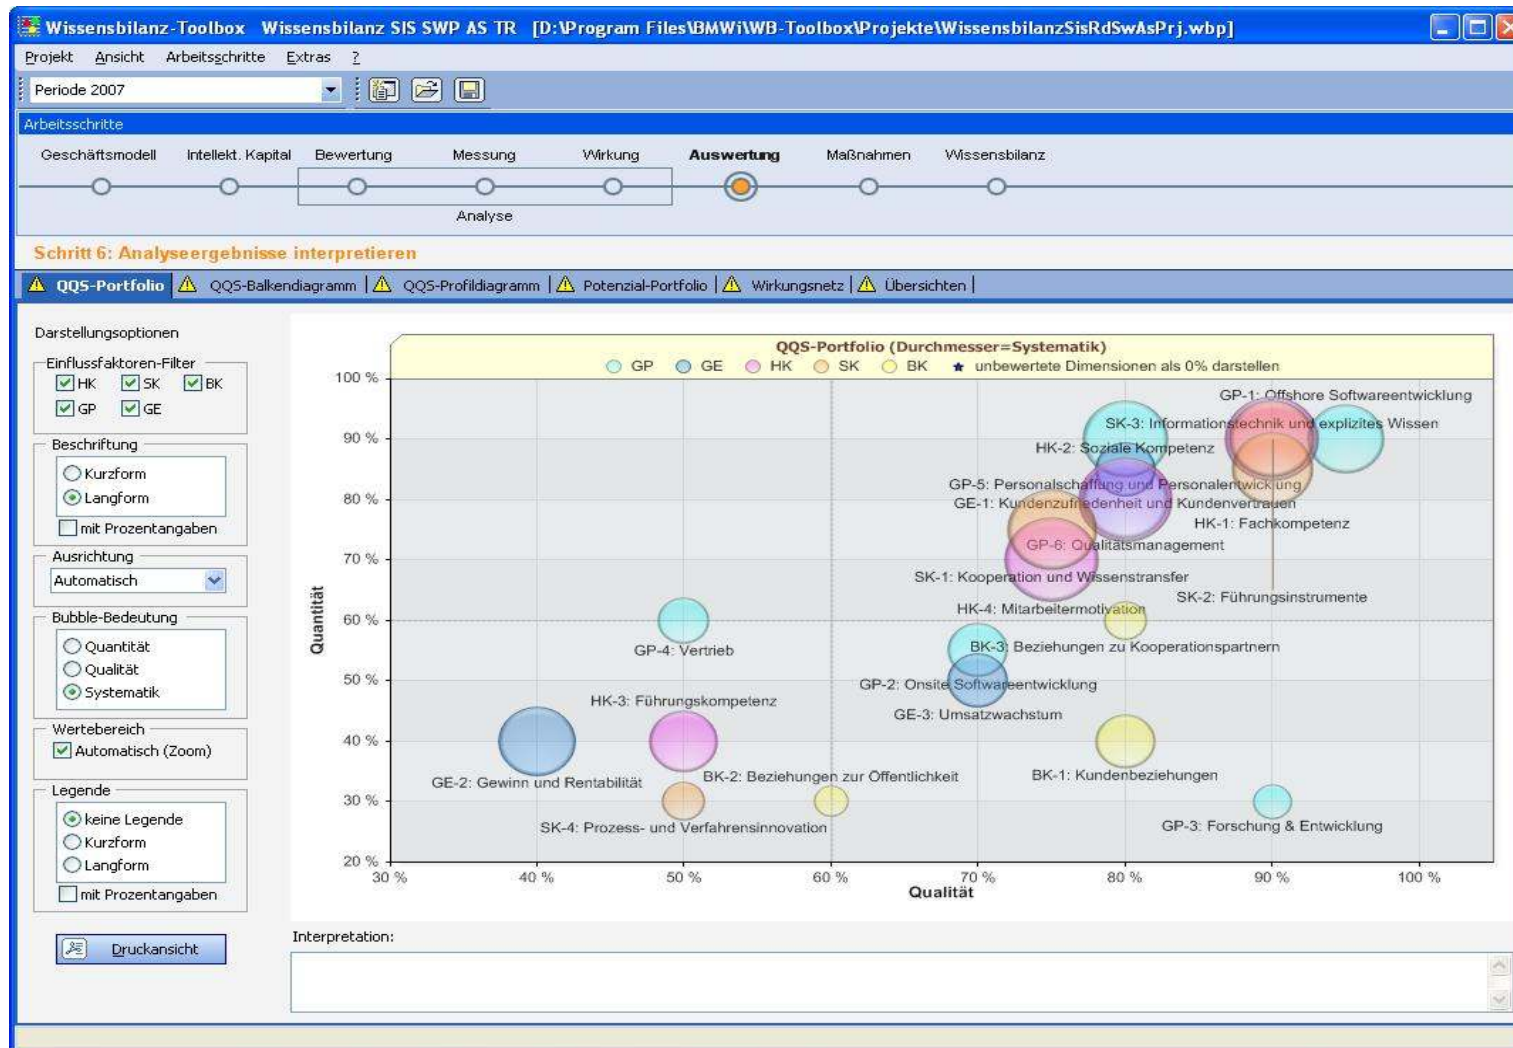 Wissensbilanz-Toolbox Wissensbilanz SIS SWP AS TR [D:\Program Files\BMWi\WB-Toolbox\Projekte\WissensbilanzSisRdSwAsPrj.wbp]
Projekt Ansicht Arbeitsschritte Extras ?
Periode 2007
Arbeitsschritte
Geschäftsmodell Intellekt. Kapital Bewertung Messung Wirkung Auswertung Maßnahmen Wissensbilanz
Analyse
Schritt 6: Analyseergebnisse interpretieren
QQS-Portfolio QQS-Balkendiagramm QQS-Profildiagramm Potenzial-Portfolio Wirkungsnetz Übersichten
Darstellungsoptionen
Einflussfaktoren-Filter
HK SK BK
GP GE
Beschriftung
Kurzform
Langform
mit Prozentangaben
Ausrichtung
Automatisch
Bubble-Bedeutung
Quantität
Qualität
Systematik
Wertebereich
Automatisch (Zoom)
Legende
keine Legende
Kurzform
Langform
mit Prozentangaben
Druckansicht
QQS-Portfolio (Durchmesser=Systematik)
GP GE HK SK BK unbewertete Dimensionen als 0% darstellen
100 %
90 %
80 %
70 %
60 %
50 %
40 %
30 %
20 %
Quantität
GP-1: Offshore Softwareentwicklung
SK-3: Informationstechnik und explizites Wissen
HK-2: Soziale Kompetenz
GP-5: Personalschaffung und Personalentwicklung
GE-1: Kundenzufriedenheit und Kundenvertrauen
HK-1: Fachkompetenz
GP-6: Qualitätsmanagement
SK-1: Kooperation und Wissenstransfer
SK-2: Führungsinstrumente
HK-4: Mitarbeitermotivation
GP-4: Vertrieb
BK-3: Beziehungen zu Kooperationspartnern
GP-2: Onsite Softwareentwicklung
HK-3: Führungskompetenz
GE-3: Umsatzwachstum
GE-2: Gewinn und Rentabilität
BK-2: Beziehungen zur Öffentlichkeit
BK-1: Kundenbeziehungen
SK-4: Prozess- und Verfahrensinnovation
GP-3: Forschung & Entwicklung
30 % 40 % 50 % 60 % 70 % 80 % 90 % 100 %
Qualität
Interpretation: